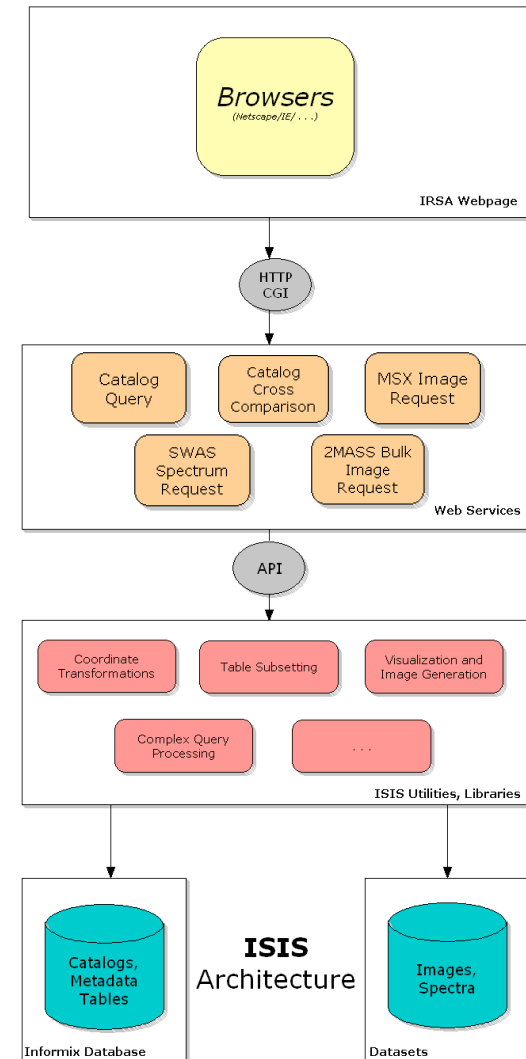 Browsers
(Netscape/IE/ . . .)
IRSA Webpage
HTTP
CGI
Catalog
Query
Catalog
Cross
Comparison
MSX Image
Request
SWAS
Spectrum
Request
2MASS Bulk
Image
Request
Web Services
API
Coordinate
Transformations
Table Subsetting
Visualization and
Image Generation
Complex Query
Processing
. . .
ISIS Utilities, Libraries
Catalogs,
Metadata
Tables
Informix Database
ISIS
Architecture
Images,
Spectra
Datasets